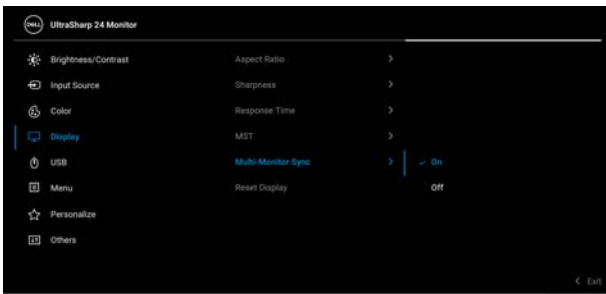 DELL
UltraSharp 24 Monitor
Brightness/Contrast
Input Source
Color
Display
USB
Menu
Personalize
Others
Aspect Ratio
Sharpness
Response Time
MST
Multi-Monitor Sync
Reset Display
On
Off
Exit